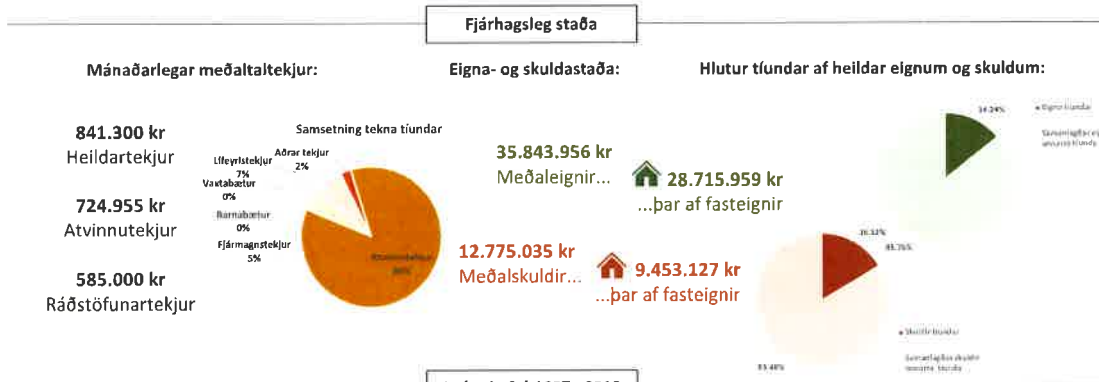 Fjárhagsleg staða
Mánaðarlegar meðaltaltekjur:
841.300 kr
Heildartekjur
724.955 kr
Atvinnutekjur
585.000 kr
Ráðstöfunartekjur
Samsetning tekna tíundar
Aðrar tekjur
2%
Lífeyristekjur
7%
Vaxtabætur
0%
Barnabætur
0%
Fjármagnstekjur
5%
Eigna- og skuldastaða:
35.843.956 kr
Meðaleignir...
28.715.959 kr
...þar af fasteignir
12.775.035 kr
Meðalskuldir...
9.453.127 kr
...þar af fasteignir
Hlutur tíundar af heildar eignum og skuldum: